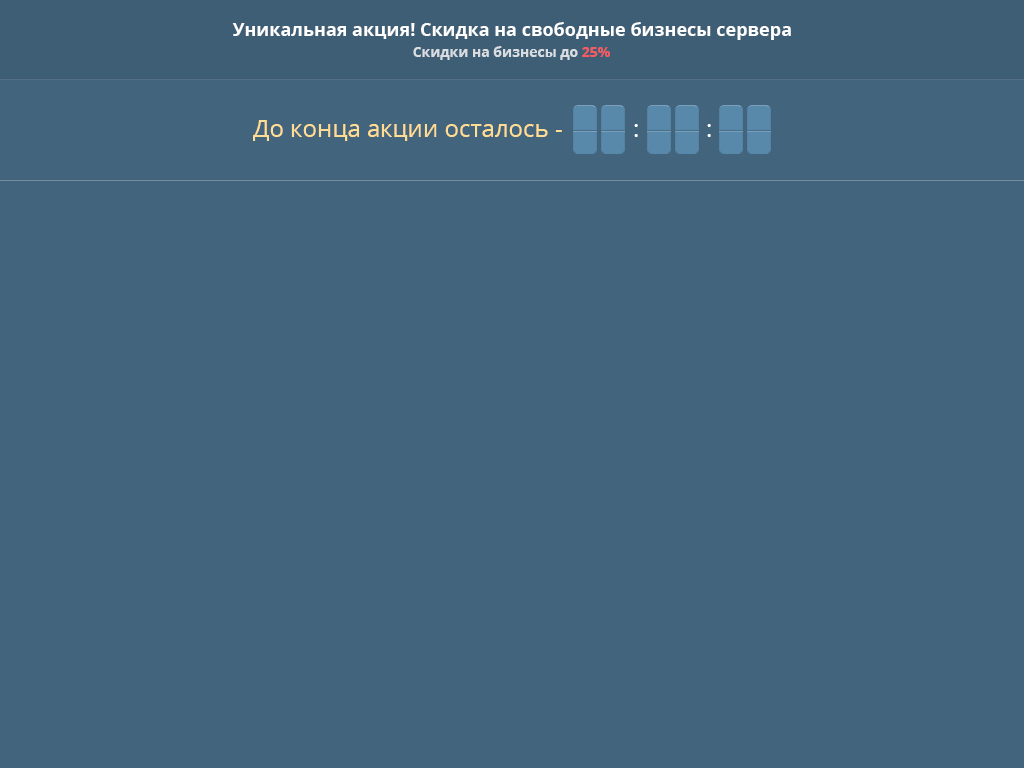 Уникальная акция! Скидка на свободные бизнесы сервера
Скидки на бизнесы до 25%
До конца акции осталось - : :